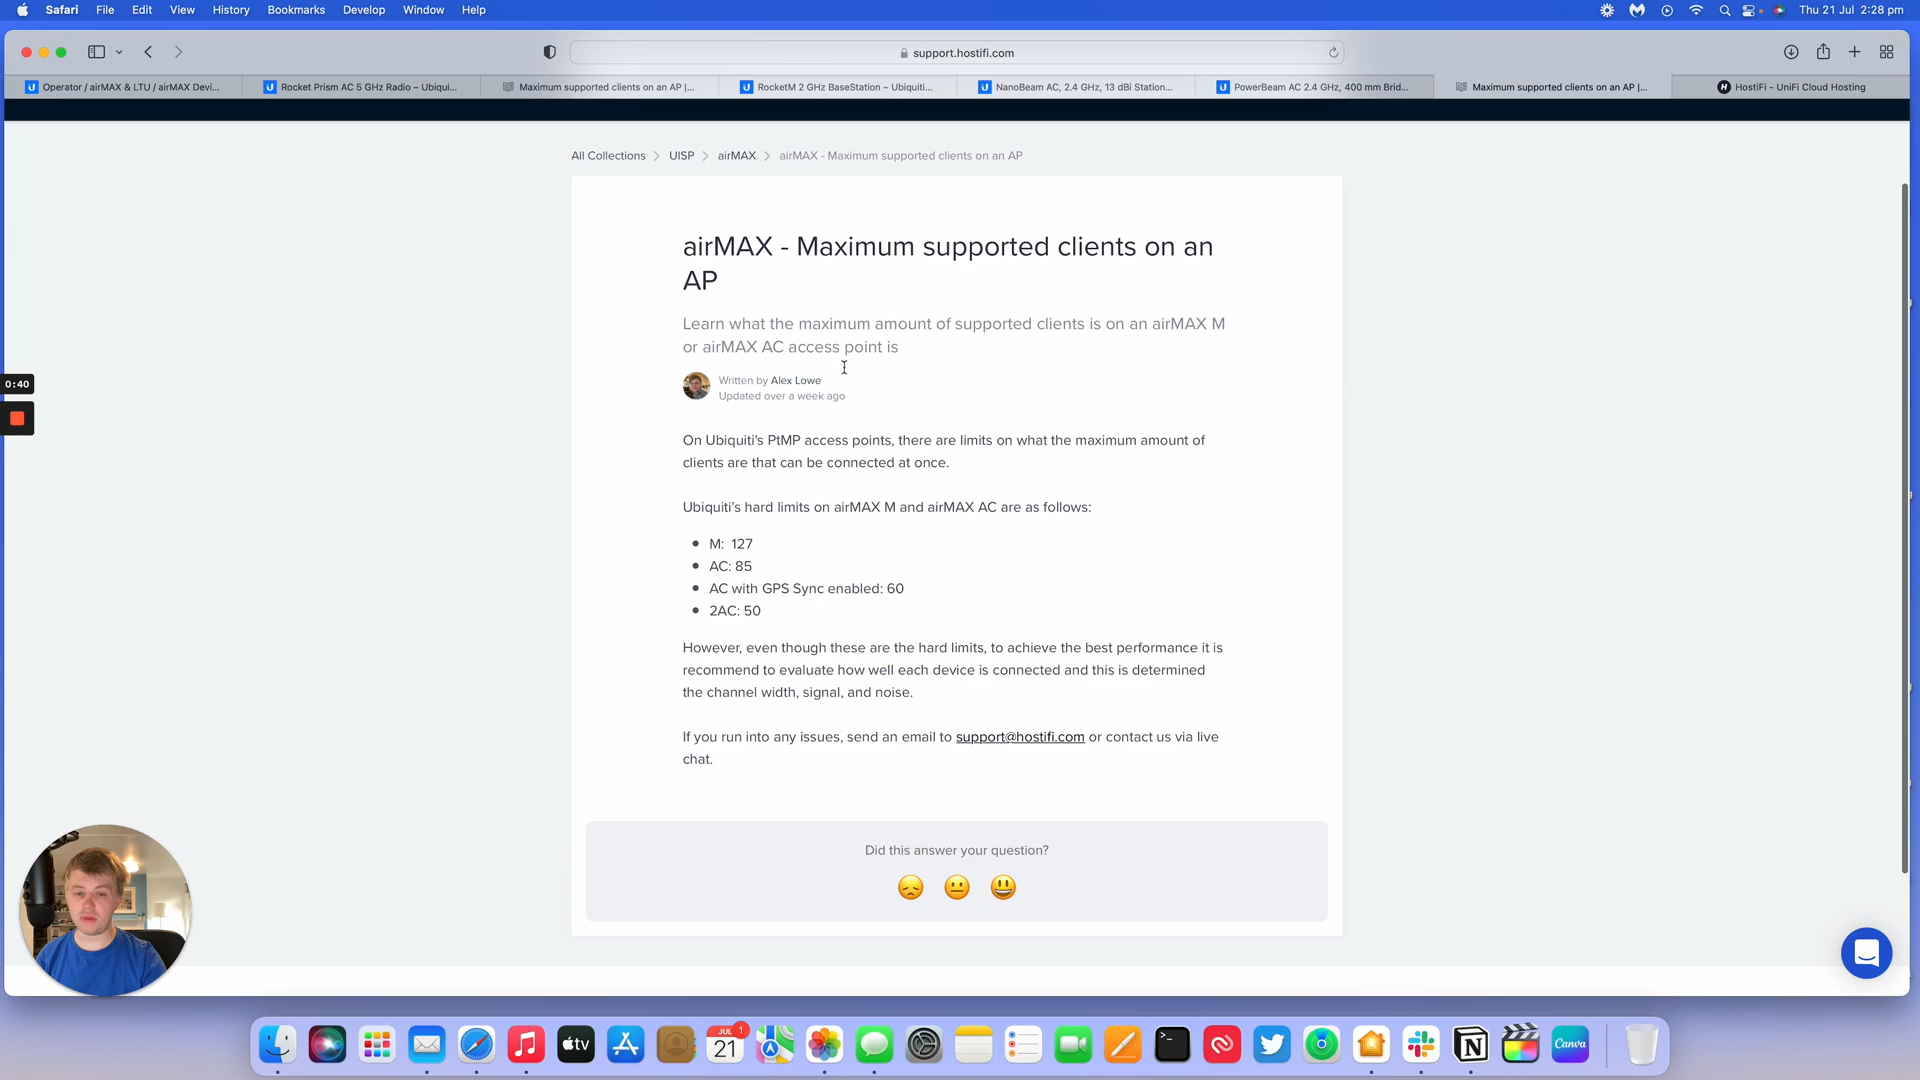 Safari File Edit View History Bookmarks Develop Window Help Thu 21 Jul 2:28 pm
support.hostifi.com
Operator / airMAX & LTU / airMAX Devi...
Rocket Prism AC 5 GHz Radio – Ubiqui...
Maximum supported clients on an AP |...
RocketM 2 GHz BaseStation – Ubiquiti...
NanoBeam AC, 2.4 GHz, 13 dBi Station...
PowerBeam AC 2.4 GHz, 400 mm Brid...
Maximum supported clients on an AP |...
HostiFi - UniFi Cloud Hosting
All Collections > UISP > airMAX > airMAX - Maximum supported clients on an AP
airMAX - Maximum supported clients on an
AP
Learn what the maximum amount of supported clients is on an airMAX M
or airMAX AC access point is
Written by Alex Lowe
Updated over a week ago
0:40
On Ubiquiti's PtMP access points, there are limits on what the maximum amount of
clients are that can be connected at once.
Ubiquiti's hard limits on airMAX M and airMAX AC are as follows:
• M: 127
• AC: 85
• AC with GPS Sync enabled: 60
• 2AC: 50
However, even though these are the hard limits, to achieve the best performance it is
recommend to evaluate how well each device is connected and this is determined
the channel width, signal, and noise.
If you run into any issues, send an email to support@hostifi.com or contact us via live
chat.
Did this answer your question?
tv
JUL
21
1
Canva